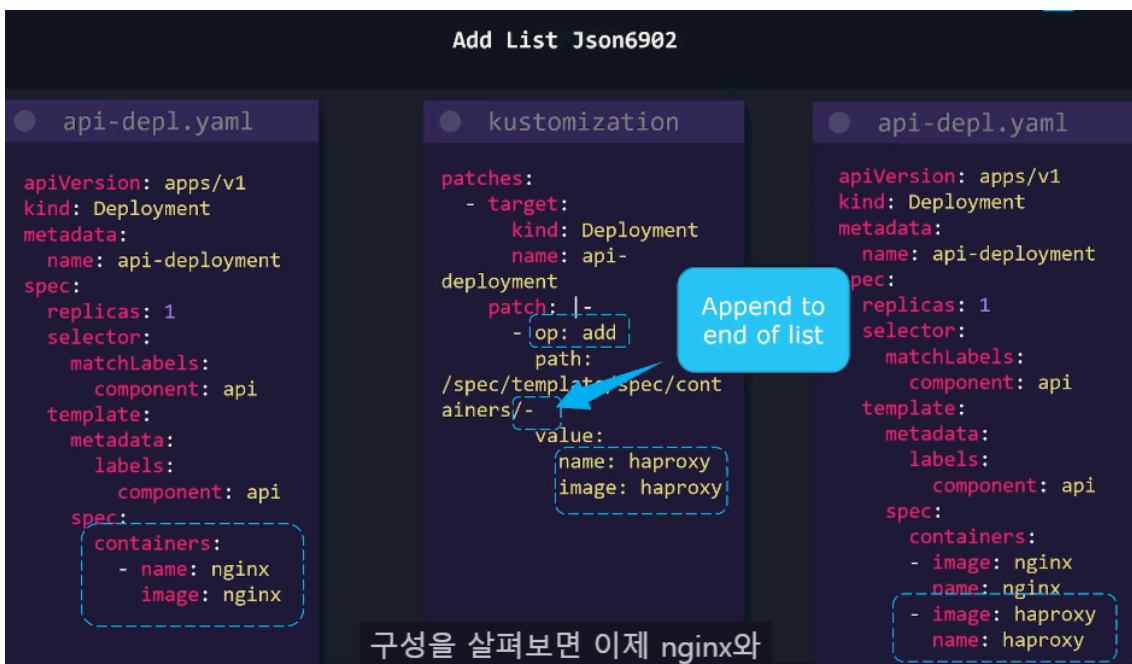 Add List Json6902
api-depl.yaml
apiVersion: apps/v1
kind: Deployment
metadata:
  name: api-deployment
spec:
  replicas: 1
  selector:
    matchLabels:
      component: api
  template:
    metadata:
      labels:
        component: api
    spec:
      containers:
        - name: nginx
          image: nginx
kustomization
patches:
  - target:
      kind: Deployment
      name: api-
deployment
    patch: |-
      - op: add
        path:
/spec/template/spec/cont
ainers/-
        value:
          name: haproxy
          image: haproxy
Append to
end of list
api-depl.yaml
apiVersion: apps/v1
kind: Deployment
metadata:
  name: api-deployment
pec:
  replicas: 1
  selector:
    matchLabels:
      component: api
  template:
    metadata:
      labels:
        component: api
    spec:
      containers:
      - image: nginx
        name: nginx
      - image: haproxy
        name: haproxy
구성을 살펴보면 이제 nginx와